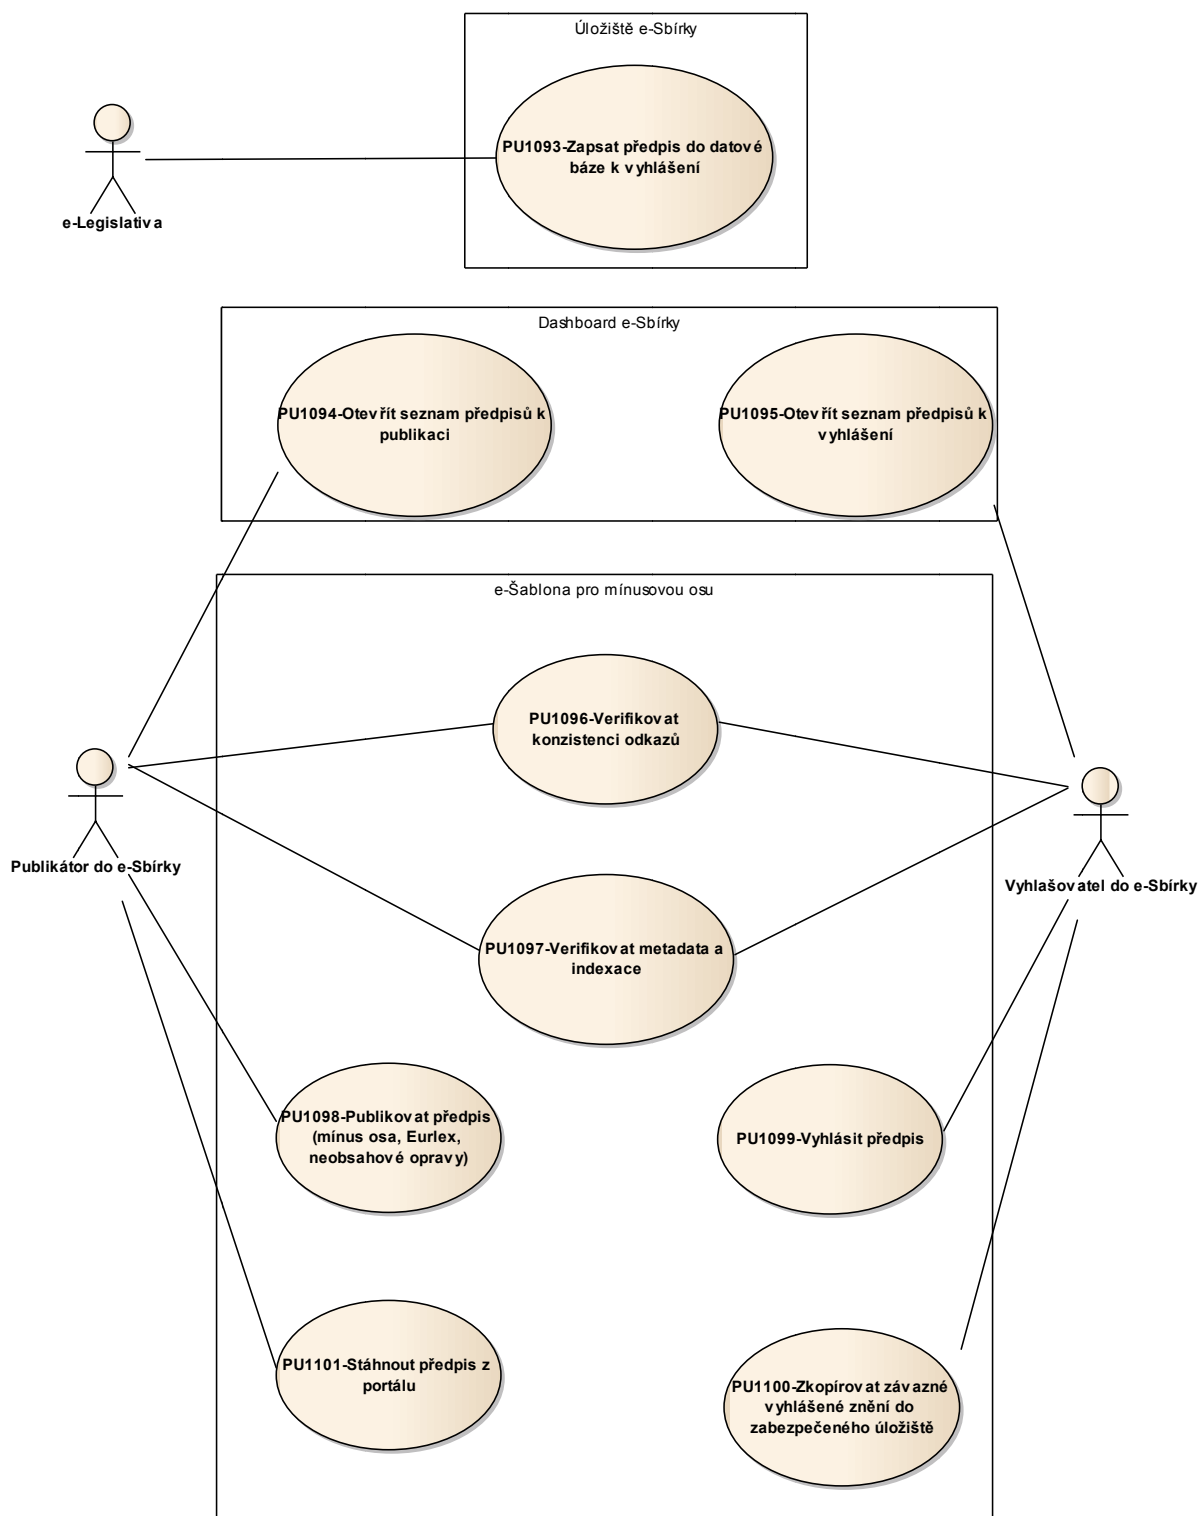 Úložiště e-Sbírky
PU1093-Zapsat předpis do datové
báze k vyhlášení
e-Legislativa
Dashboard e-Sbírky
PU1094-Otevřít seznam předpisů k
publikaci
PU1095-Otevřít seznam předpisů k
vyhlášení
e-Šablona pro mínusovou osu
PU1096-Verifikovat
konzistenci odkazů
Publikátor do e-Sbírky
Vyhlašovatel do e-Sbírky
PU1097-Verifikovat metadata a
indexace
PU1098-Publikovat předpis
(mínus osa, Eurlex,
neobsahové opravy)
PU1099-Vyhlásit předpis
PU1101-Stáhnout předpis z
portálu
PU1100-Zkopírovat závazné
vyhlášené znění do
zabezpečeného úložiště